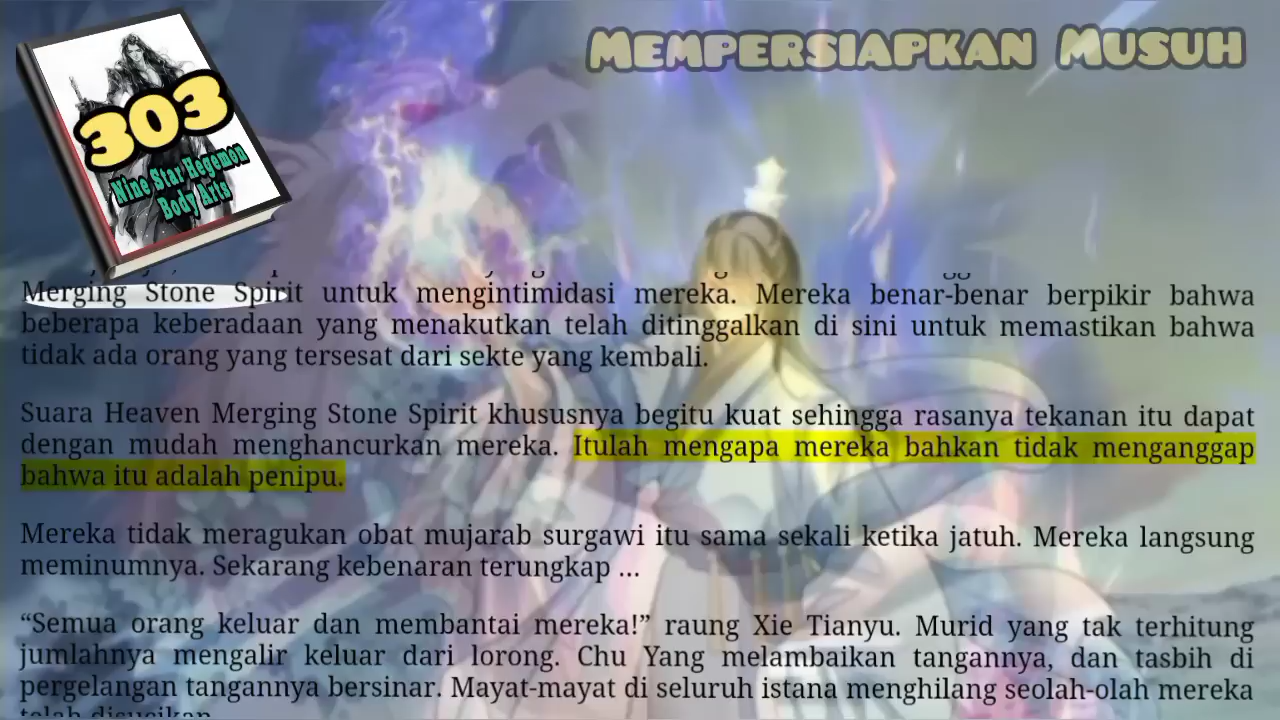 Mempersiapkan Musuh
303
Nine Star Hegemon
Body Arts
Merging Stone Spirit untuk mengintimidasi mereka. Mereka benar-benar berpikir bahwa
beberapa keberadaan yang menakutkan telah ditinggalkan di sini untuk memastikan bahwa
tidak ada orang yang tersesat dari sekte yang kembali.
Suara Heaven Merging Stone Spirit khususnya begitu kuat sehingga rasanya tekanan itu dapat
dengan mudah menghancurkan mereka. Itulah mengapa mereka bahkan tidak menganggap
bahwa itu adalah penipu.
Mereka tidak meragukan obat mujarab surgawi itu sama sekali ketika jatuh. Mereka langsung
meminumnya. Sekarang kebenaran terungkap ...
“Semua orang keluar dan membantai mereka!” raung Xie Tianyu. Murid yang tak terhitung
jumlahnya mengalir keluar dari lorong. Chu Yang melambaikan tangannya, dan tasbih di
pergelangan tangannya bersinar. Mayat-mayat di seluruh istana menghilang seolah-olah mereka
telah disucikan